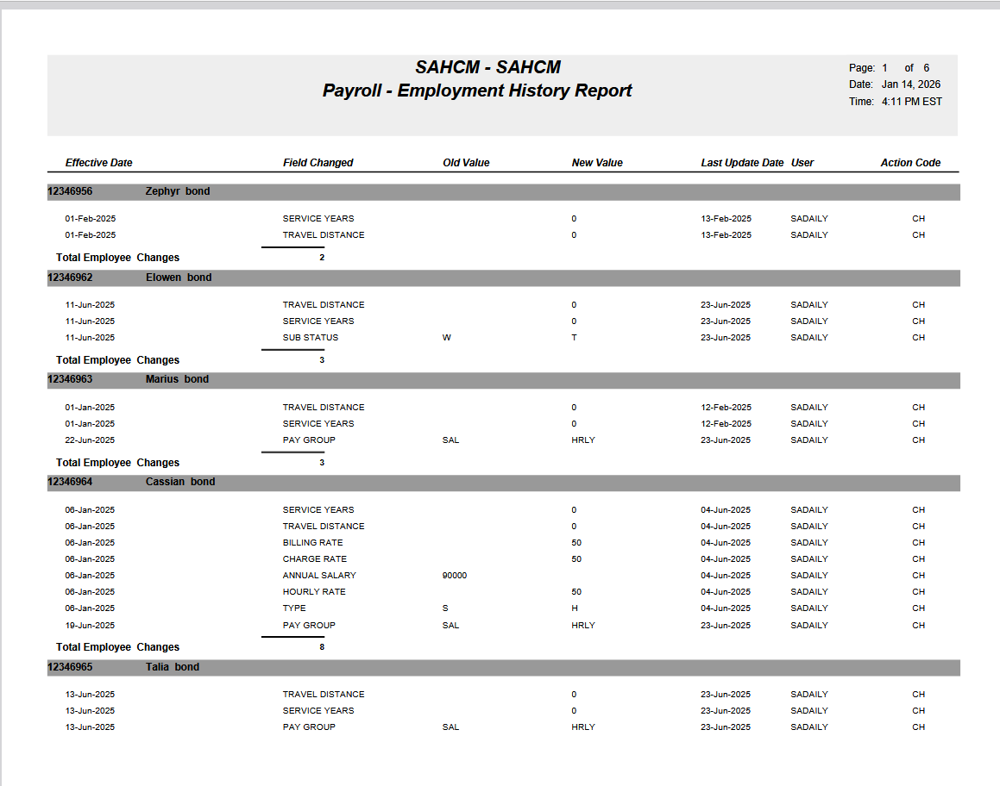 SAHCM - SAHCM
Payroll - Employment History Report
Page: 1 of 6
Date: Jan 14, 2026
Time: 4:11 PM EST
Effective Date Field Changed Old Value New Value Last Update Date User Action Code
12346956 Zephyr bond
01-Feb-2025 SERVICE YEARS 0 13-Feb-2025 SADAILY CH
01-Feb-2025 TRAVEL DISTANCE 0 13-Feb-2025 SADAILY CH
Total Employee Changes 2
12346962 Elowen bond
11-Jun-2025 TRAVEL DISTANCE 0 23-Jun-2025 SADAILY CH
11-Jun-2025 SERVICE YEARS 0 23-Jun-2025 SADAILY CH
11-Jun-2025 SUB STATUS W T 23-Jun-2025 SADAILY CH
Total Employee Changes 3
12346963 Marius bond
01-Jan-2025 TRAVEL DISTANCE 0 12-Feb-2025 SADAILY CH
01-Jan-2025 SERVICE YEARS 0 12-Feb-2025 SADAILY CH
22-Jun-2025 PAY GROUP SAL HRLY 23-Jun-2025 SADAILY CH
Total Employee Changes 3
12346964 Cassian bond
06-Jan-2025 SERVICE YEARS 0 04-Jun-2025 SADAILY CH
06-Jan-2025 TRAVEL DISTANCE 0 04-Jun-2025 SADAILY CH
06-Jan-2025 BILLING RATE 50 04-Jun-2025 SADAILY CH
06-Jan-2025 CHARGE RATE 50 04-Jun-2025 SADAILY CH
06-Jan-2025 ANNUAL SALARY 90000 04-Jun-2025 SADAILY CH
06-Jan-2025 HOURLY RATE 50 04-Jun-2025 SADAILY CH
06-Jan-2025 TYPE S H 04-Jun-2025 SADAILY CH
19-Jun-2025 PAY GROUP SAL HRLY 23-Jun-2025 SADAILY CH
Total Employee Changes 8
12346965 Talia bond
13-Jun-2025 TRAVEL DISTANCE 0 23-Jun-2025 SADAILY CH
13-Jun-2025 SERVICE YEARS 0 23-Jun-2025 SADAILY CH
13-Jun-2025 PAY GROUP SAL HRLY 23-Jun-2025 SADAILY CH